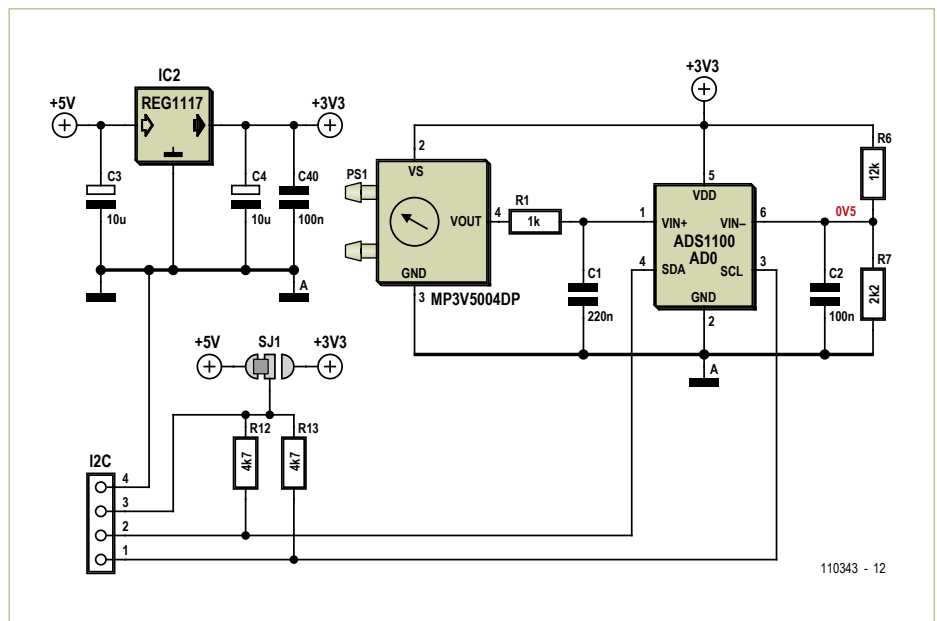 IC2
+5V
REG1117
+3V3
C3
10u
C4
10u
C40
100n
A
+3V3
PS1
2
VS
VOUT
4
GND
3
MP3V5004DP
R1
1k
C1
220n
5
VDD
1
VIN+
VIN–
6
ADS1100
AD0
4
SDA
SCL
3
GND
2
0V5
R6
12k
C2
100n
R7
2k2
A
+5V
SJ1
+3V3
R12
4k7
R13
4k7
I2C
4
3
2
1
110343 - 12